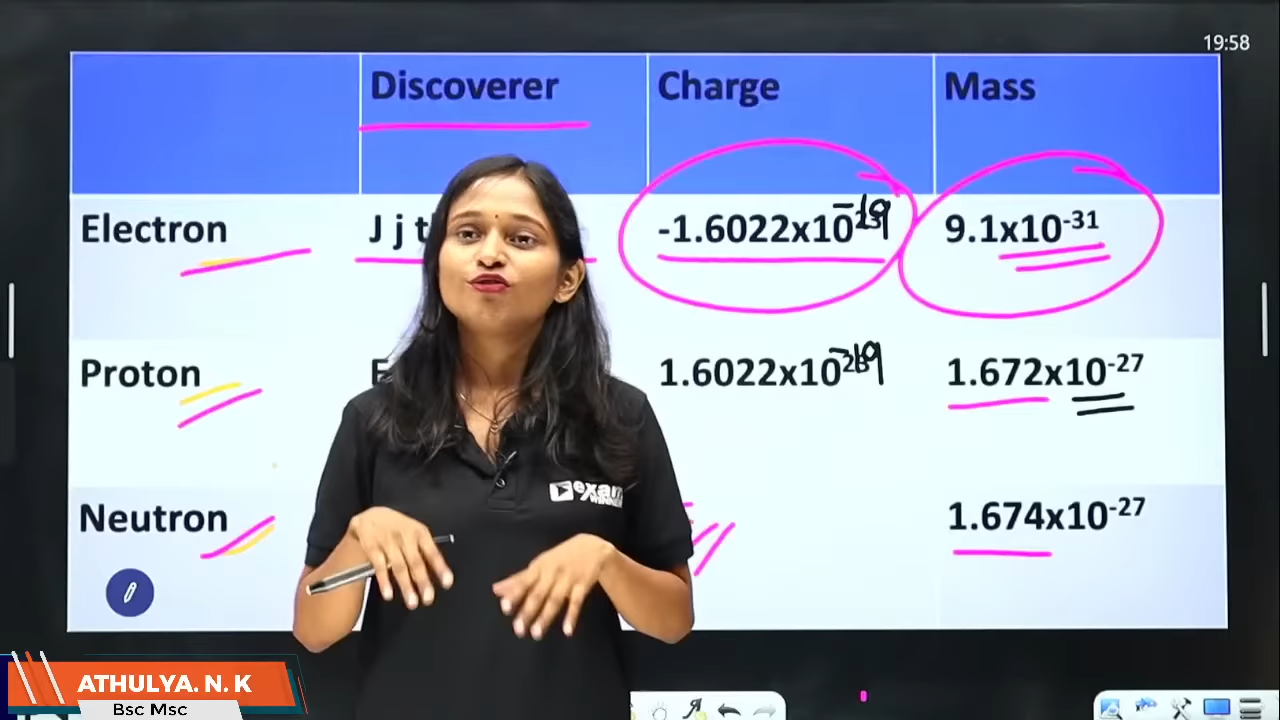 19:58
Discoverer Charge Mass
Electron J j -1.6022x10⁻¹⁹ 9.1x10⁻³¹
Proton 1.6022x10⁻¹⁹ 1.672x10⁻²⁷
exam
WINNER
Neutron 1.674x10⁻²⁷
ATHULYA. N. K
Bsc Msc